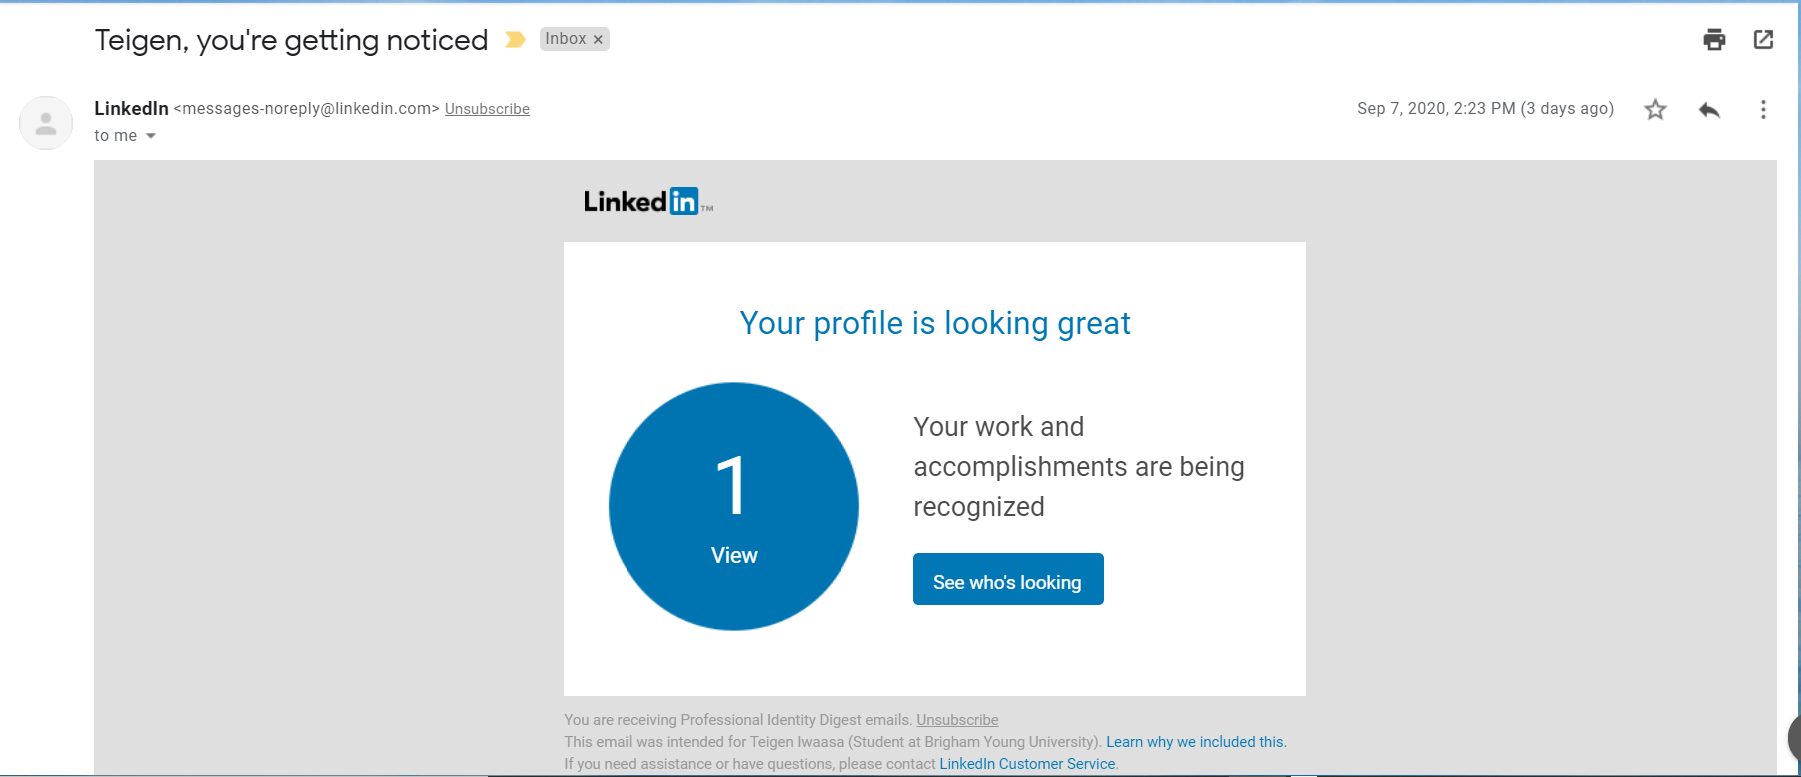 Teigen, you're getting noticed Inbox ×
LinkedIn <messages-noreply@linkedin.com> Unsubscribe Sep 7, 2020, 2:23 PM (3 days ago)
to me
Linked in TM
Your profile is looking great
1
View
Your work and
accomplishments are being
recognized
See who's looking
You are receiving Professional Identity Digest emails. Unsubscribe
This email was intended for Teigen Iwaasa (Student at Brigham Young University). Learn why we included this.
If you need assistance or have questions, please contact LinkedIn Customer Service.